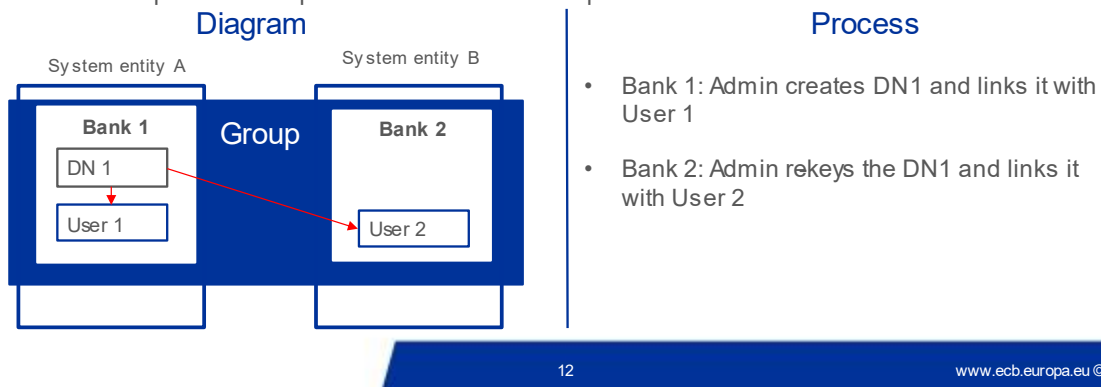 Diagram
System entity A
System entity B
Bank 1
Group
Bank 2
DN 1
User 1
User 2
Process
• Bank 1: Admin creates DN1 and links it with
User 1
• Bank 2: Admin rekeys the DN1 and links it
with User 2
12
www.ecb.europa.eu ©